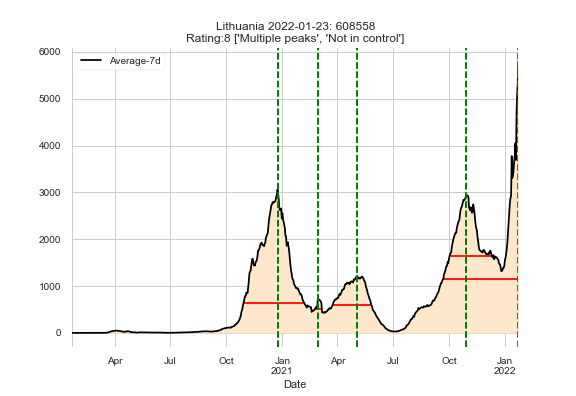 Lithuania 2022-01-23: 608558
Rating:8 ['Multiple peaks', 'Not in control']
Average-7d
6000
5000
4000
3000
2000
1000
0
Apr
Jul
Oct
Jan
2021
Apr
Jul
Oct
Jan
2022
Date